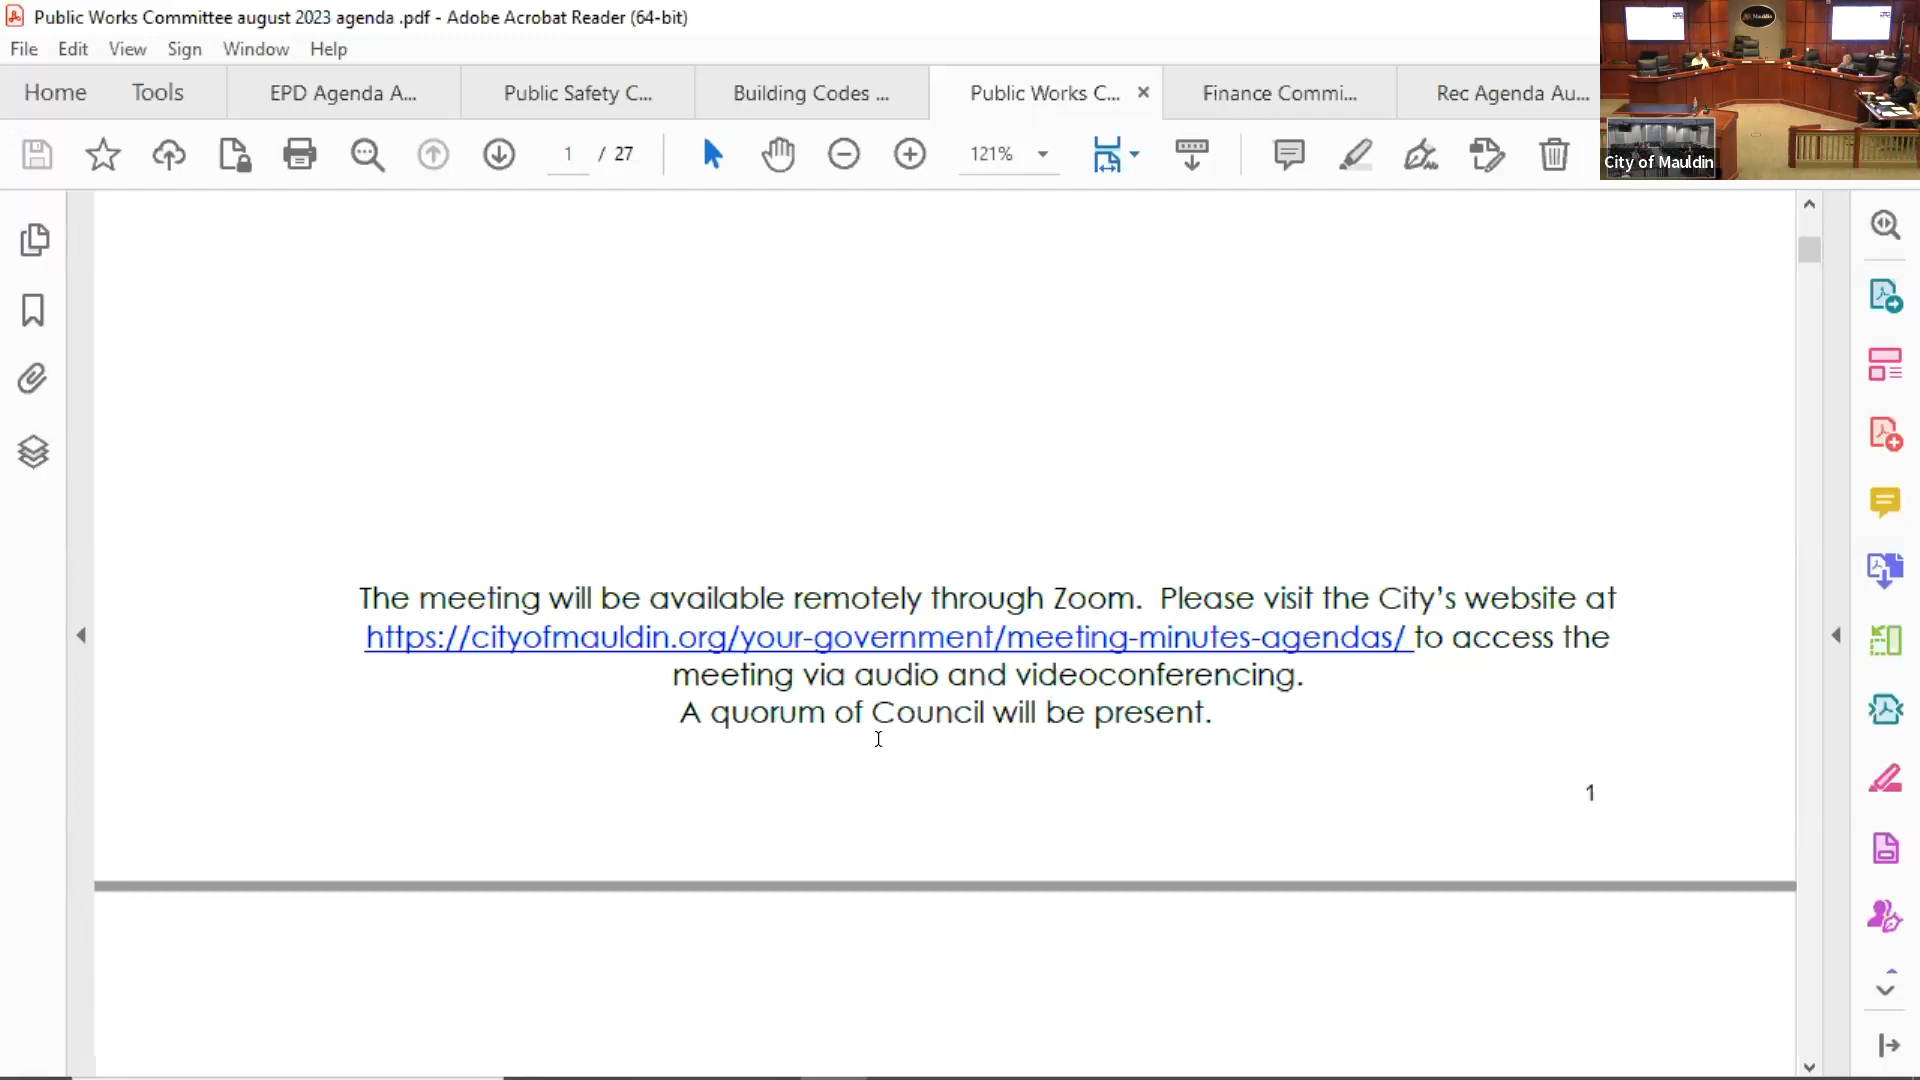 Public Works Committee august 2023 agenda .pdf - Adobe Acrobat Reader (64-bit)
File Edit View Sign Window Help
Home Tools EPD Agenda A... Public Safety C... Building Codes ... Public Works C... Finance Commi... Rec Agenda Au...
1 / 27 121%
Mauldin
City of Mauldin
The meeting will be available remotely through Zoom.  Please visit the City’s website at
https://cityofmauldin.org/your-government/meeting-minutes-agendas/ to access the
meeting via audio and videoconferencing.
A quorum of Council will be present.
1